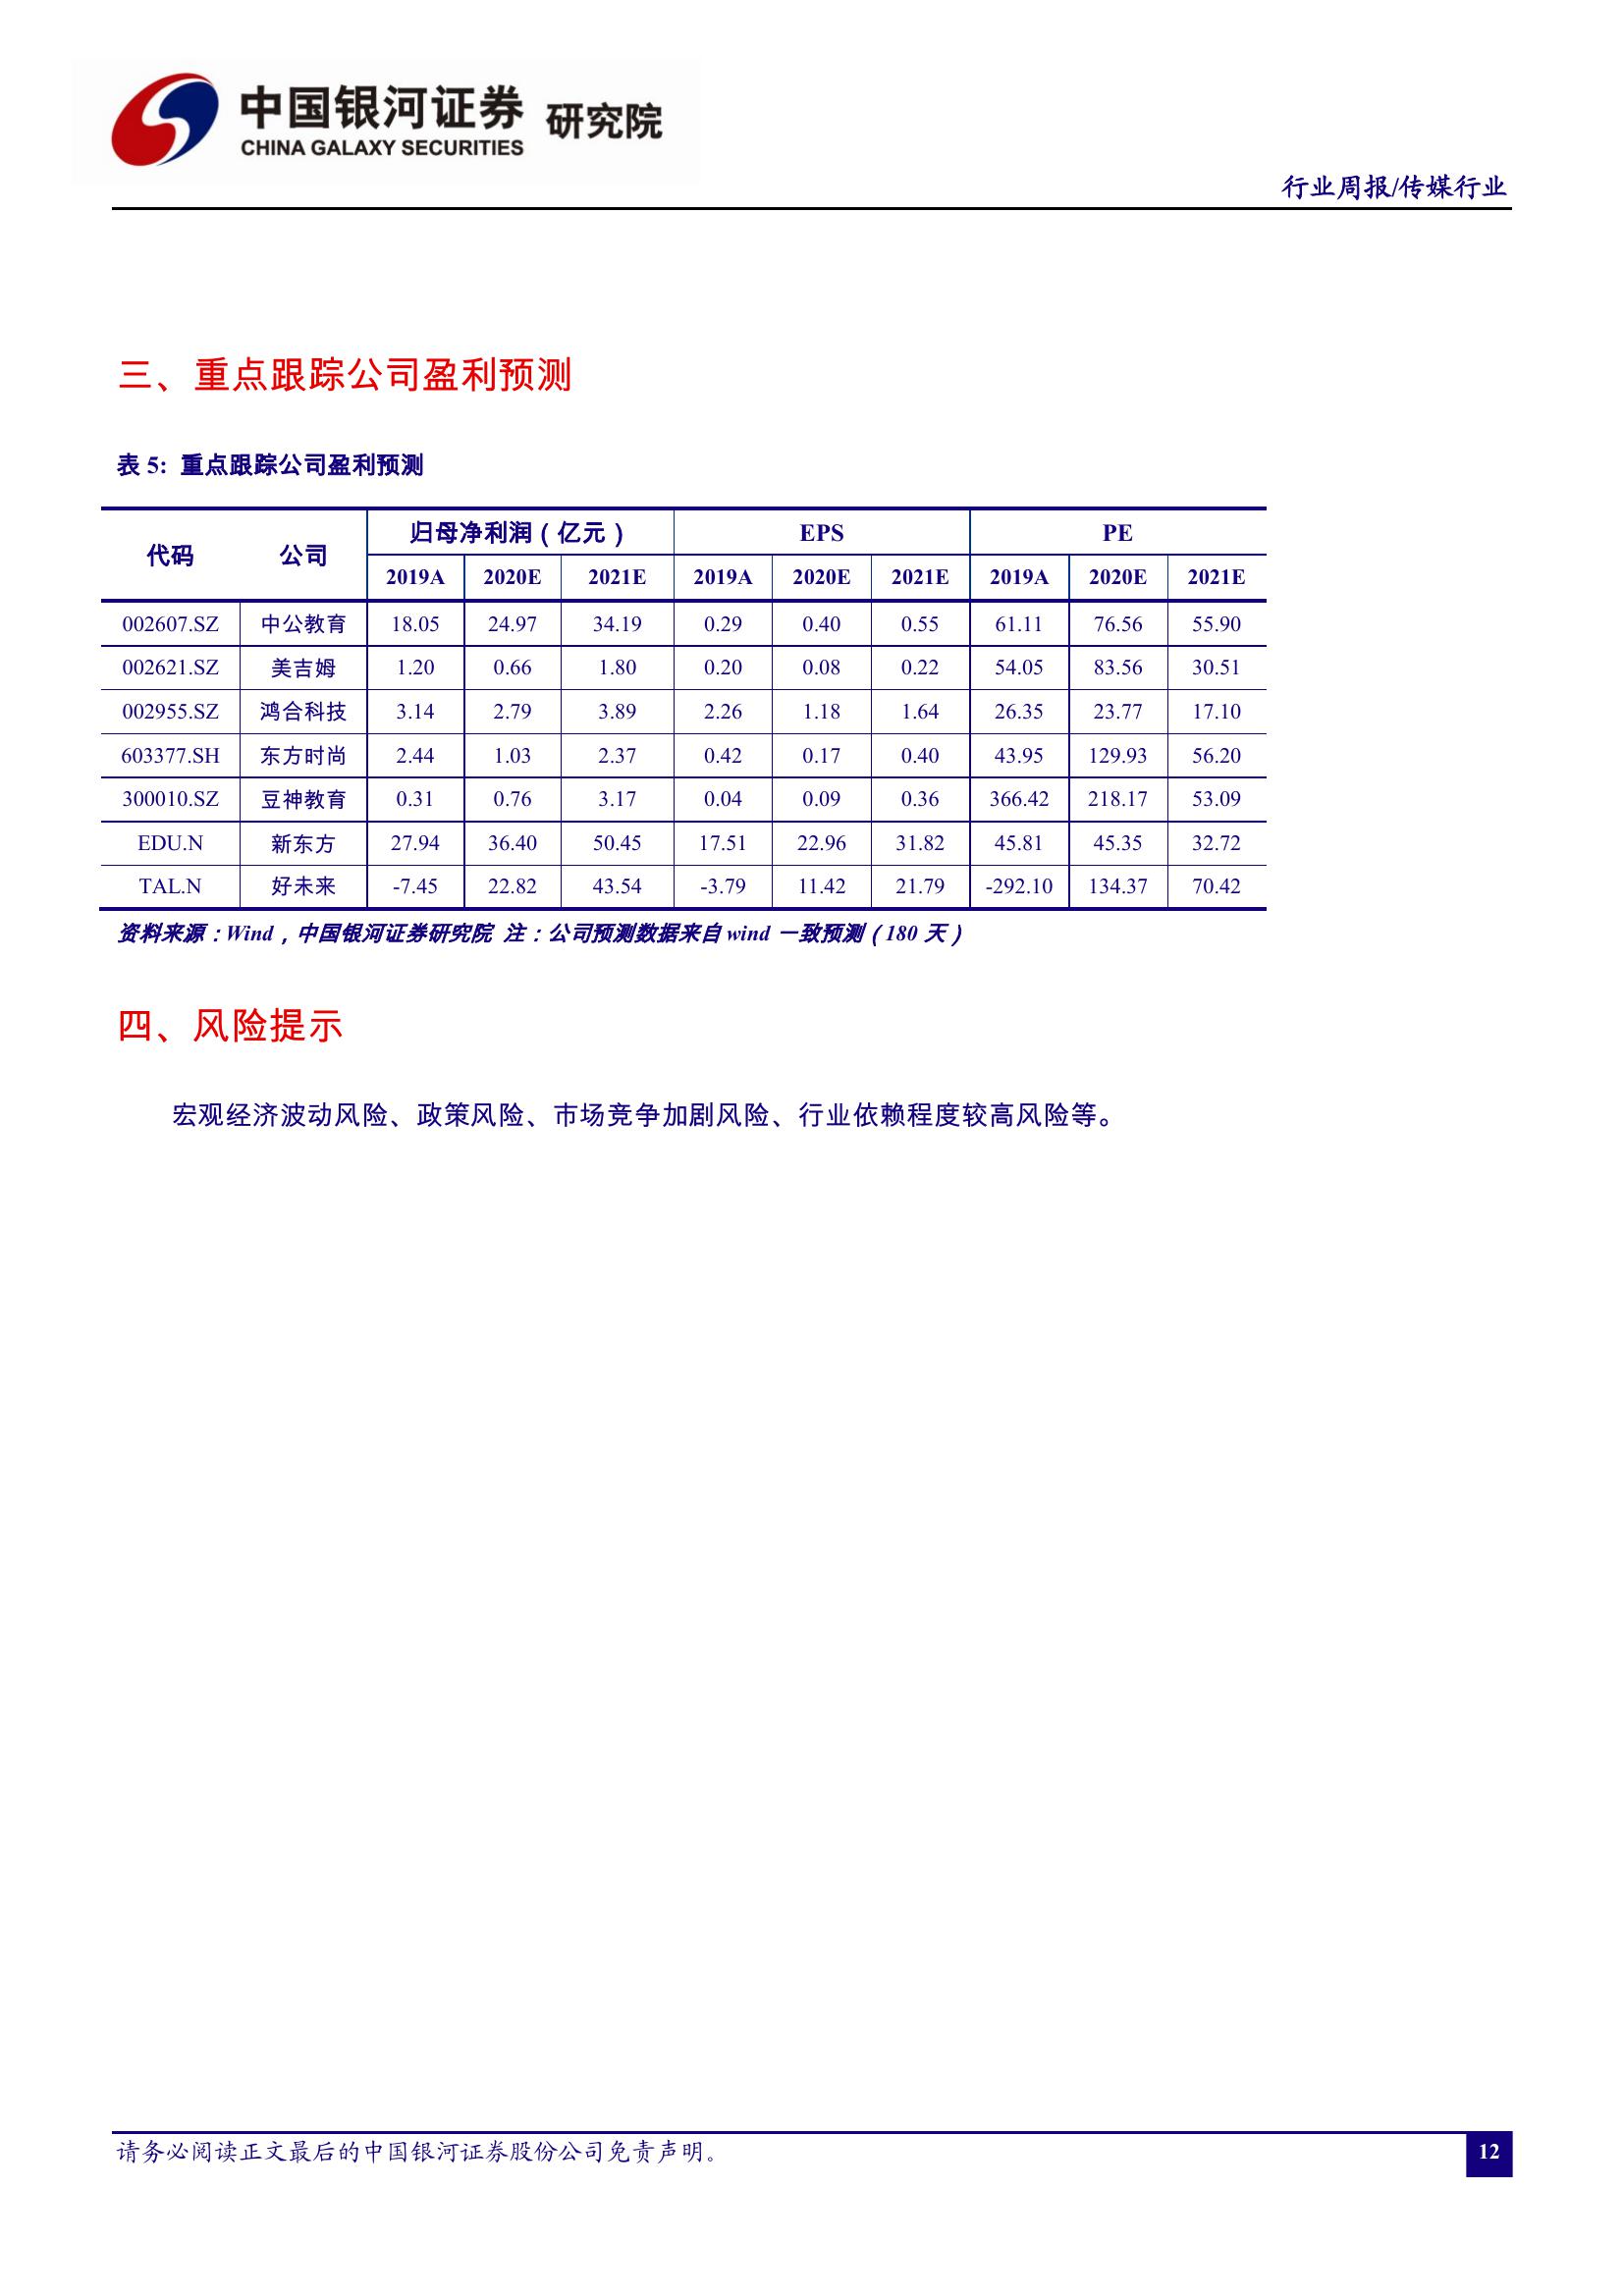 中国银河证券 研究院
CHINA GALAXY SECURITIES
行业周报/传媒行业
三、重点跟踪公司盈利预测
表 5: 重点跟踪公司盈利预测
代码 公司 归母净利润（亿元） EPS PE
2019A 2020E 2021E 2019A 2020E 2021E 2019A 2020E 2021E
002607.SZ 中公教育 18.05 24.97 34.19 0.29 0.40 0.55 61.11 76.56 55.90
002621.SZ 美吉姆 1.20 0.66 1.80 0.20 0.08 0.22 54.05 83.56 30.51
002955.SZ 鸿合科技 3.14 2.79 3.89 2.26 1.18 1.64 26.35 23.77 17.10
603377.SH 东方时尚 2.44 1.03 2.37 0.42 0.17 0.40 43.95 129.93 56.20
300010.SZ 豆神教育 0.31 0.76 3.17 0.04 0.09 0.36 366.42 218.17 53.09
EDU.N 新东方 27.94 36.40 50.45 17.51 22.96 31.82 45.81 45.35 32.72
TAL.N 好未来 -7.45 22.82 43.54 -3.79 11.42 21.79 -292.10 134.37 70.42
资料来源：Wind，中国银河证券研究院 注：公司预测数据来自 wind 一致预测（180 天）
四、风险提示
宏观经济波动风险、政策风险、市场竞争加剧风险、行业依赖程度较高风险等。
请务必阅读正文最后的中国银河证券股份公司免责声明。
12